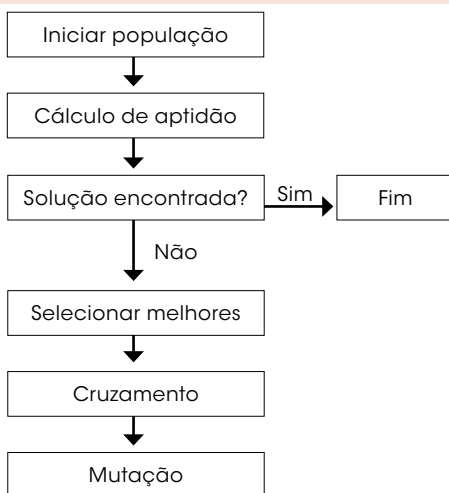 Iniciar população
Cálculo de aptidão
Solução encontrada?
Sim
Fim
Não
Selecionar melhores
Cruzamento
Mutação